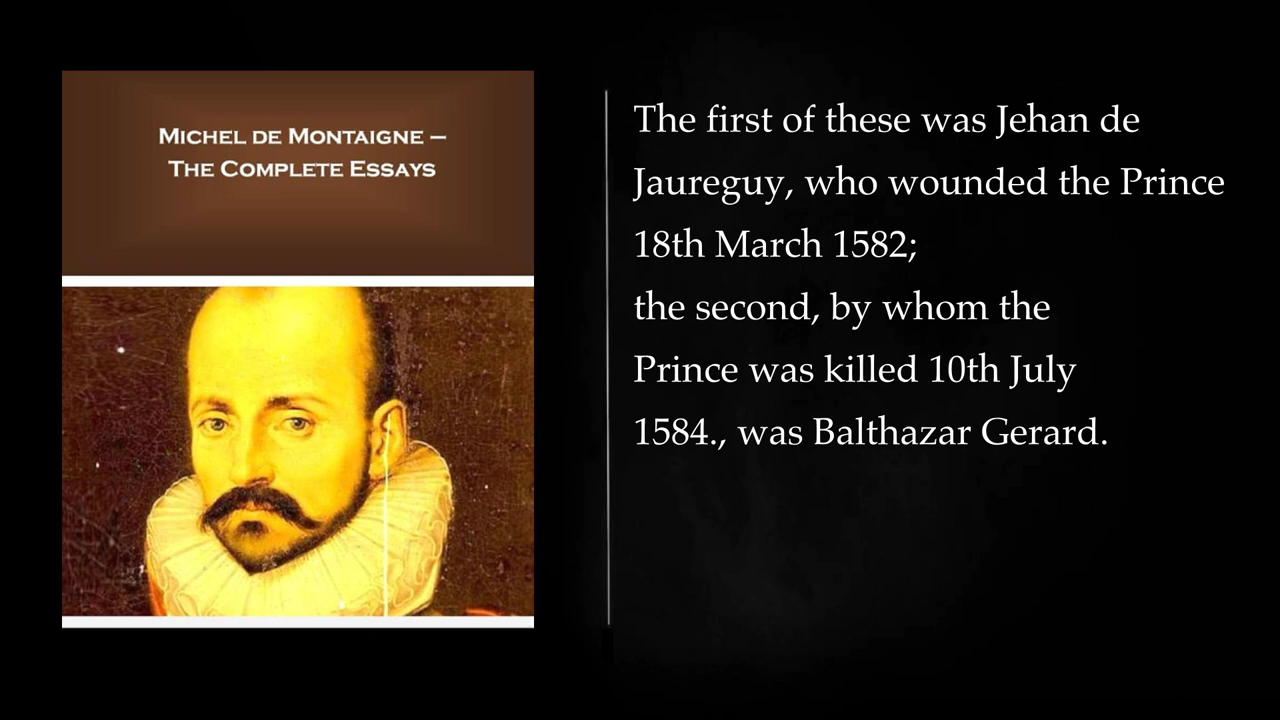 Michel de Montaigne –
The Complete Essays
The first of these was Jehan de
Jaureguy, who wounded the Prince
18th March 1582;
the second, by whom the
Prince was killed 10th July
1584., was Balthazar Gerard.